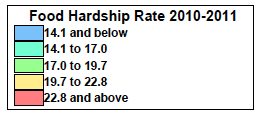 Food Hardship Rate 2010-2011
14.1 and below
14.1 to 17.0
17.0 to 19.7
19.7 to 22.8
22.8 and above